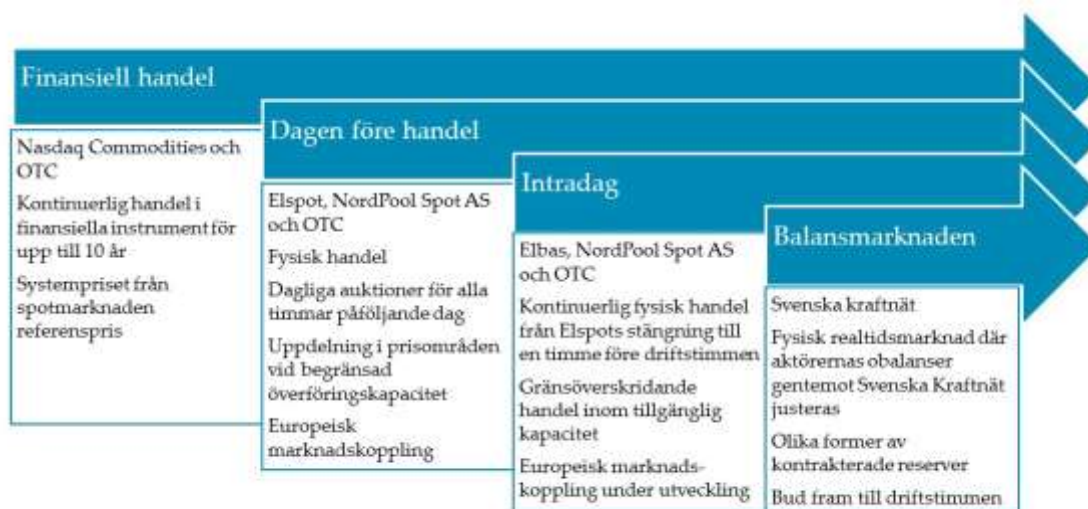 Finansiell handel
Nasdaq Commodities och
OTC
Kontinuerlig handel i
finansiella instrument för
upp till 10 år
Systempriset från
spotmarknaden
referenspris
Dagen före handel
Elspot, NordPool Spot AS
och OTC
Fysisk handel
Dagliga auktioner för alla
timmar påföljande dag
Uppdelning i prisområden
vid begränsad
överföringskapacitet
Europeisk
marknadskoppling
Intradag
Elbas, NordPool Spot AS
och OTC
Kontinuerlig fysisk handel
från Elspots stängning till
en timme före driftstimmen
Gränsöverskridande
handel inom tillgänglig
kapacitet
Europeisk marknads-
koppling under utveckling
Balansmarknaden
Svenska kraftnät
Fysisk realtidsmarknad där
aktörernas obalanser
gentemot Svenska Kraftnät
justeras
Olika former av
kontrakterade reserver
Bud fram till driftstimmen